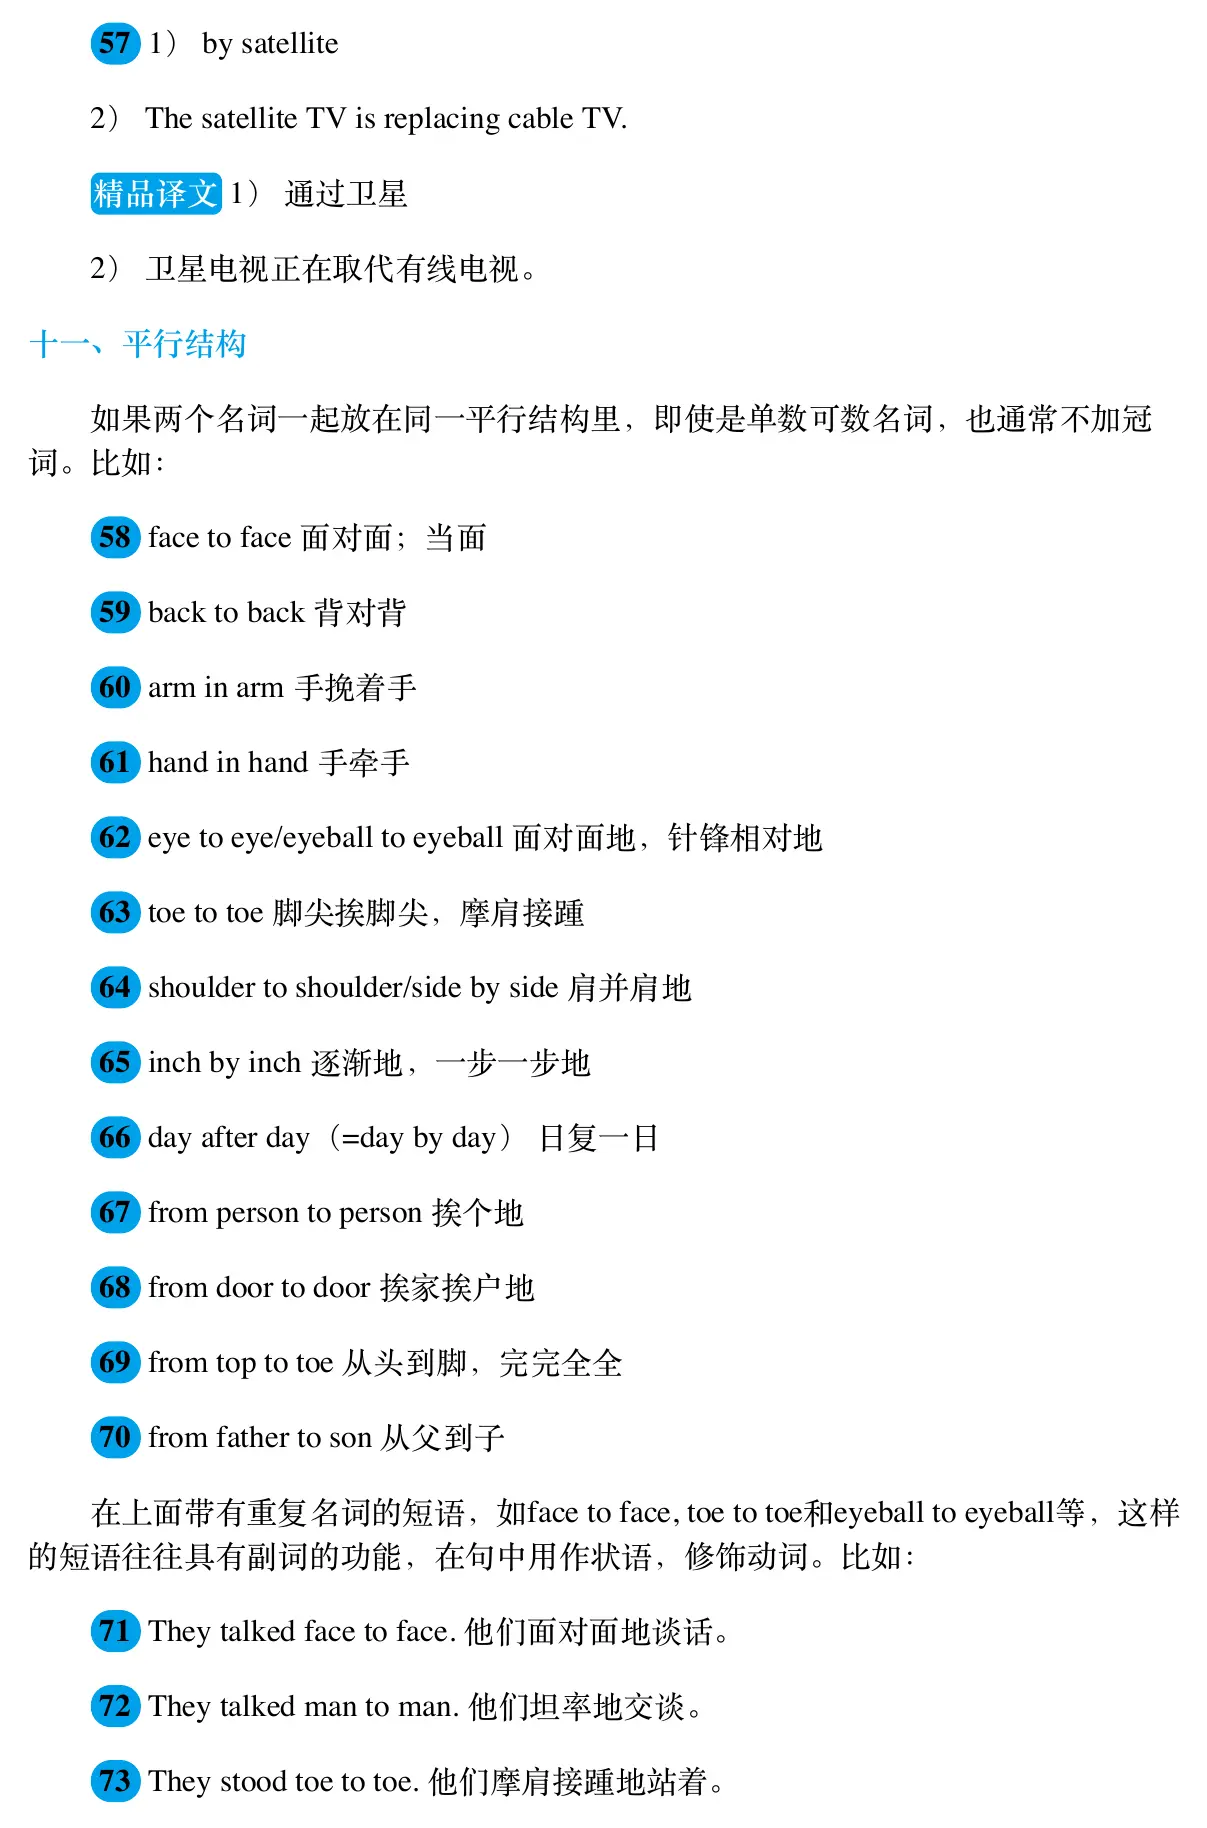 57 1） by satellite
2） The satellite TV is replacing cable TV.
精品译文 1） 通过卫星
2） 卫星电视正在取代有线电视。
十一、平行结构
如果两个名词一起放在同一平行结构里，即使是单数可数名词，也通常不加冠
词。比如：
58 face to face 面对面；当面
59 back to back 背对背
60 arm in arm 手挽着手
61 hand in hand 手牵手
62 eye to eye/eyeball to eyeball 面对面地，针锋相对地
63 toe to toe 脚尖挨脚尖，摩肩接踵
64 shoulder to shoulder/side by side 肩并肩地
65 inch by inch 逐渐地，一步一步地
66 day after day（=day by day） 日复一日
67 from person to person 挨个地
68 from door to door 挨家挨户地
69 from top to toe 从头到脚，完完全全
70 from father to son 从父到子
在上面带有重复名词的短语，如face to face, toe to toe和eyeball to eyeball等，这样
的短语往往具有副词的功能，在句中用作状语，修饰动词。比如：
71 They talked face to face. 他们面对面地谈话。
72 They talked man to man. 他们坦率地交谈。
73 They stood toe to toe. 他们摩肩接踵地站着。